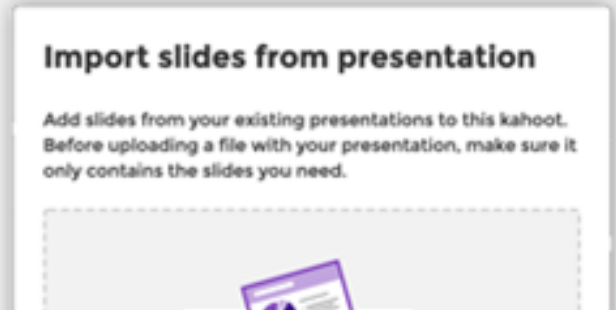 Import slides from presentation
Add slides from your existing presentations to this kahoot.
Before uploading a file with your presentation, make sure it
only contains the slides you need.